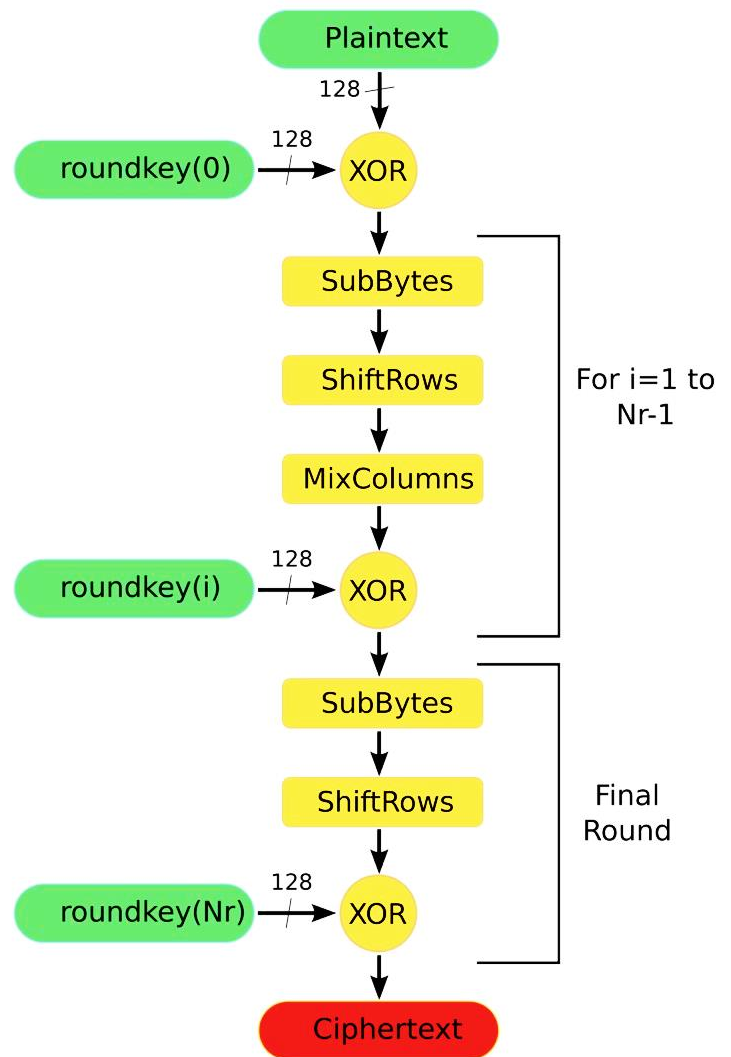 Plaintext
128
128
roundkey(0)
XOR
SubBytes
ShiftRows
For i=1 to
Nr-1
MixColumns
128
roundkey(i)
XOR
SubBytes
ShiftRows
Final
Round
128
roundkey(Nr)
XOR
Ciphertext